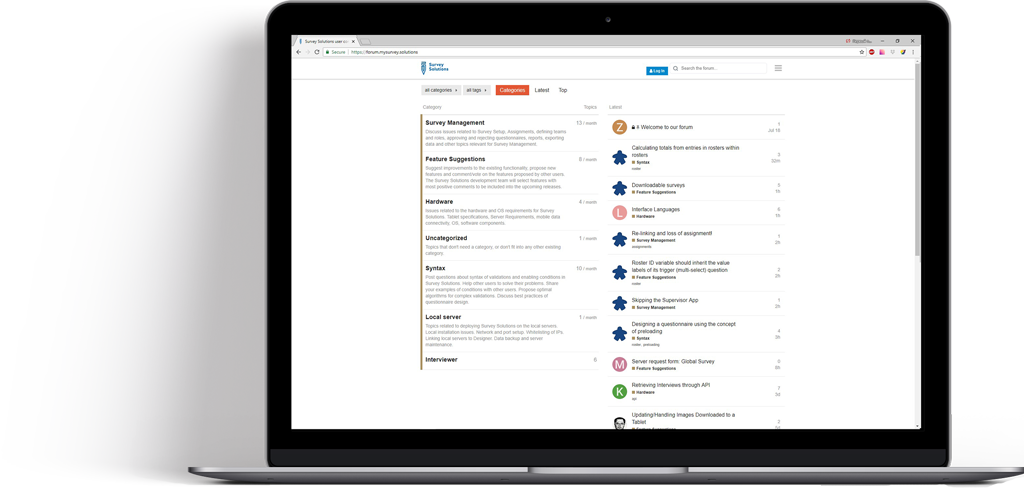 Survey Solutions user co
Secure
https://forum.mysurvey.solutions
Survey
Solutions
Log In
Search the forum...
all categories
all tags
Categories
Latest
Top
Category
Topics
Survey Management
13 / month
Discuss issues related to Survey Setup, Assignments, defining teams
and roles, approving and rejecting questionnaires, reports, exporting
data and other topics relevant for Survey Management.
Feature Suggestions
8 / month
Suggest improvements to the existing functionality, propose new
features and comment/vote on the features proposed by other users.
The Survey Solutions development team will select features with
most positive comments to be included into the upcoming releases.
Hardware
4 / month
Issues related to the hardware and OS requirements for Survey
Solutions. Tablet specifications, Server Requirements, mobile data
connectivity, OS, software components.
Uncategorized
1 / month
Topics that don't need a category, or don't fit into any other existing
category.
Syntax
10 / month
Post questions about syntax of validations and enabling conditions in
Survey Solutions. Help other users to solve their problems. Share
your examples of conditions with other users. Propose optimal
algorithms for complex validations. Discuss best practices of
questionnaire design.
Local server
1 / month
Topics related to deploying Survey Solutions on the local servers.
Local installation issues. Network and port setup. Whitelisting of IPs.
Linking local servers to Designer. Data backup and server
maintenance.
Interviewer
6
Latest
Z
Welcome to our forum
1
Jul 18
Calculating totals from entries in rosters within
rosters
Syntax
roster
3
32m
Downloadable surveys
Feature Suggestions
5
1h
L
Interface Languages
Hardware
6
1h
Re-linking and loss of assignment!
Survey Management
assignments
1
2h
Roster ID variable should inherit the value
labels of its trigger (multi-select) question
Feature Suggestions
roster
Skipping the Supervisor App
Survey Management
1
Designing a questionnaire using the concept
of preloading
Syntax
roster, preloading
4
M
Server request form: Global Survey
Feature Suggestions
K
Retrieving Interviews through API
Hardware
api
7
3d
Updating/Handling Images Downloaded to a
Tablet